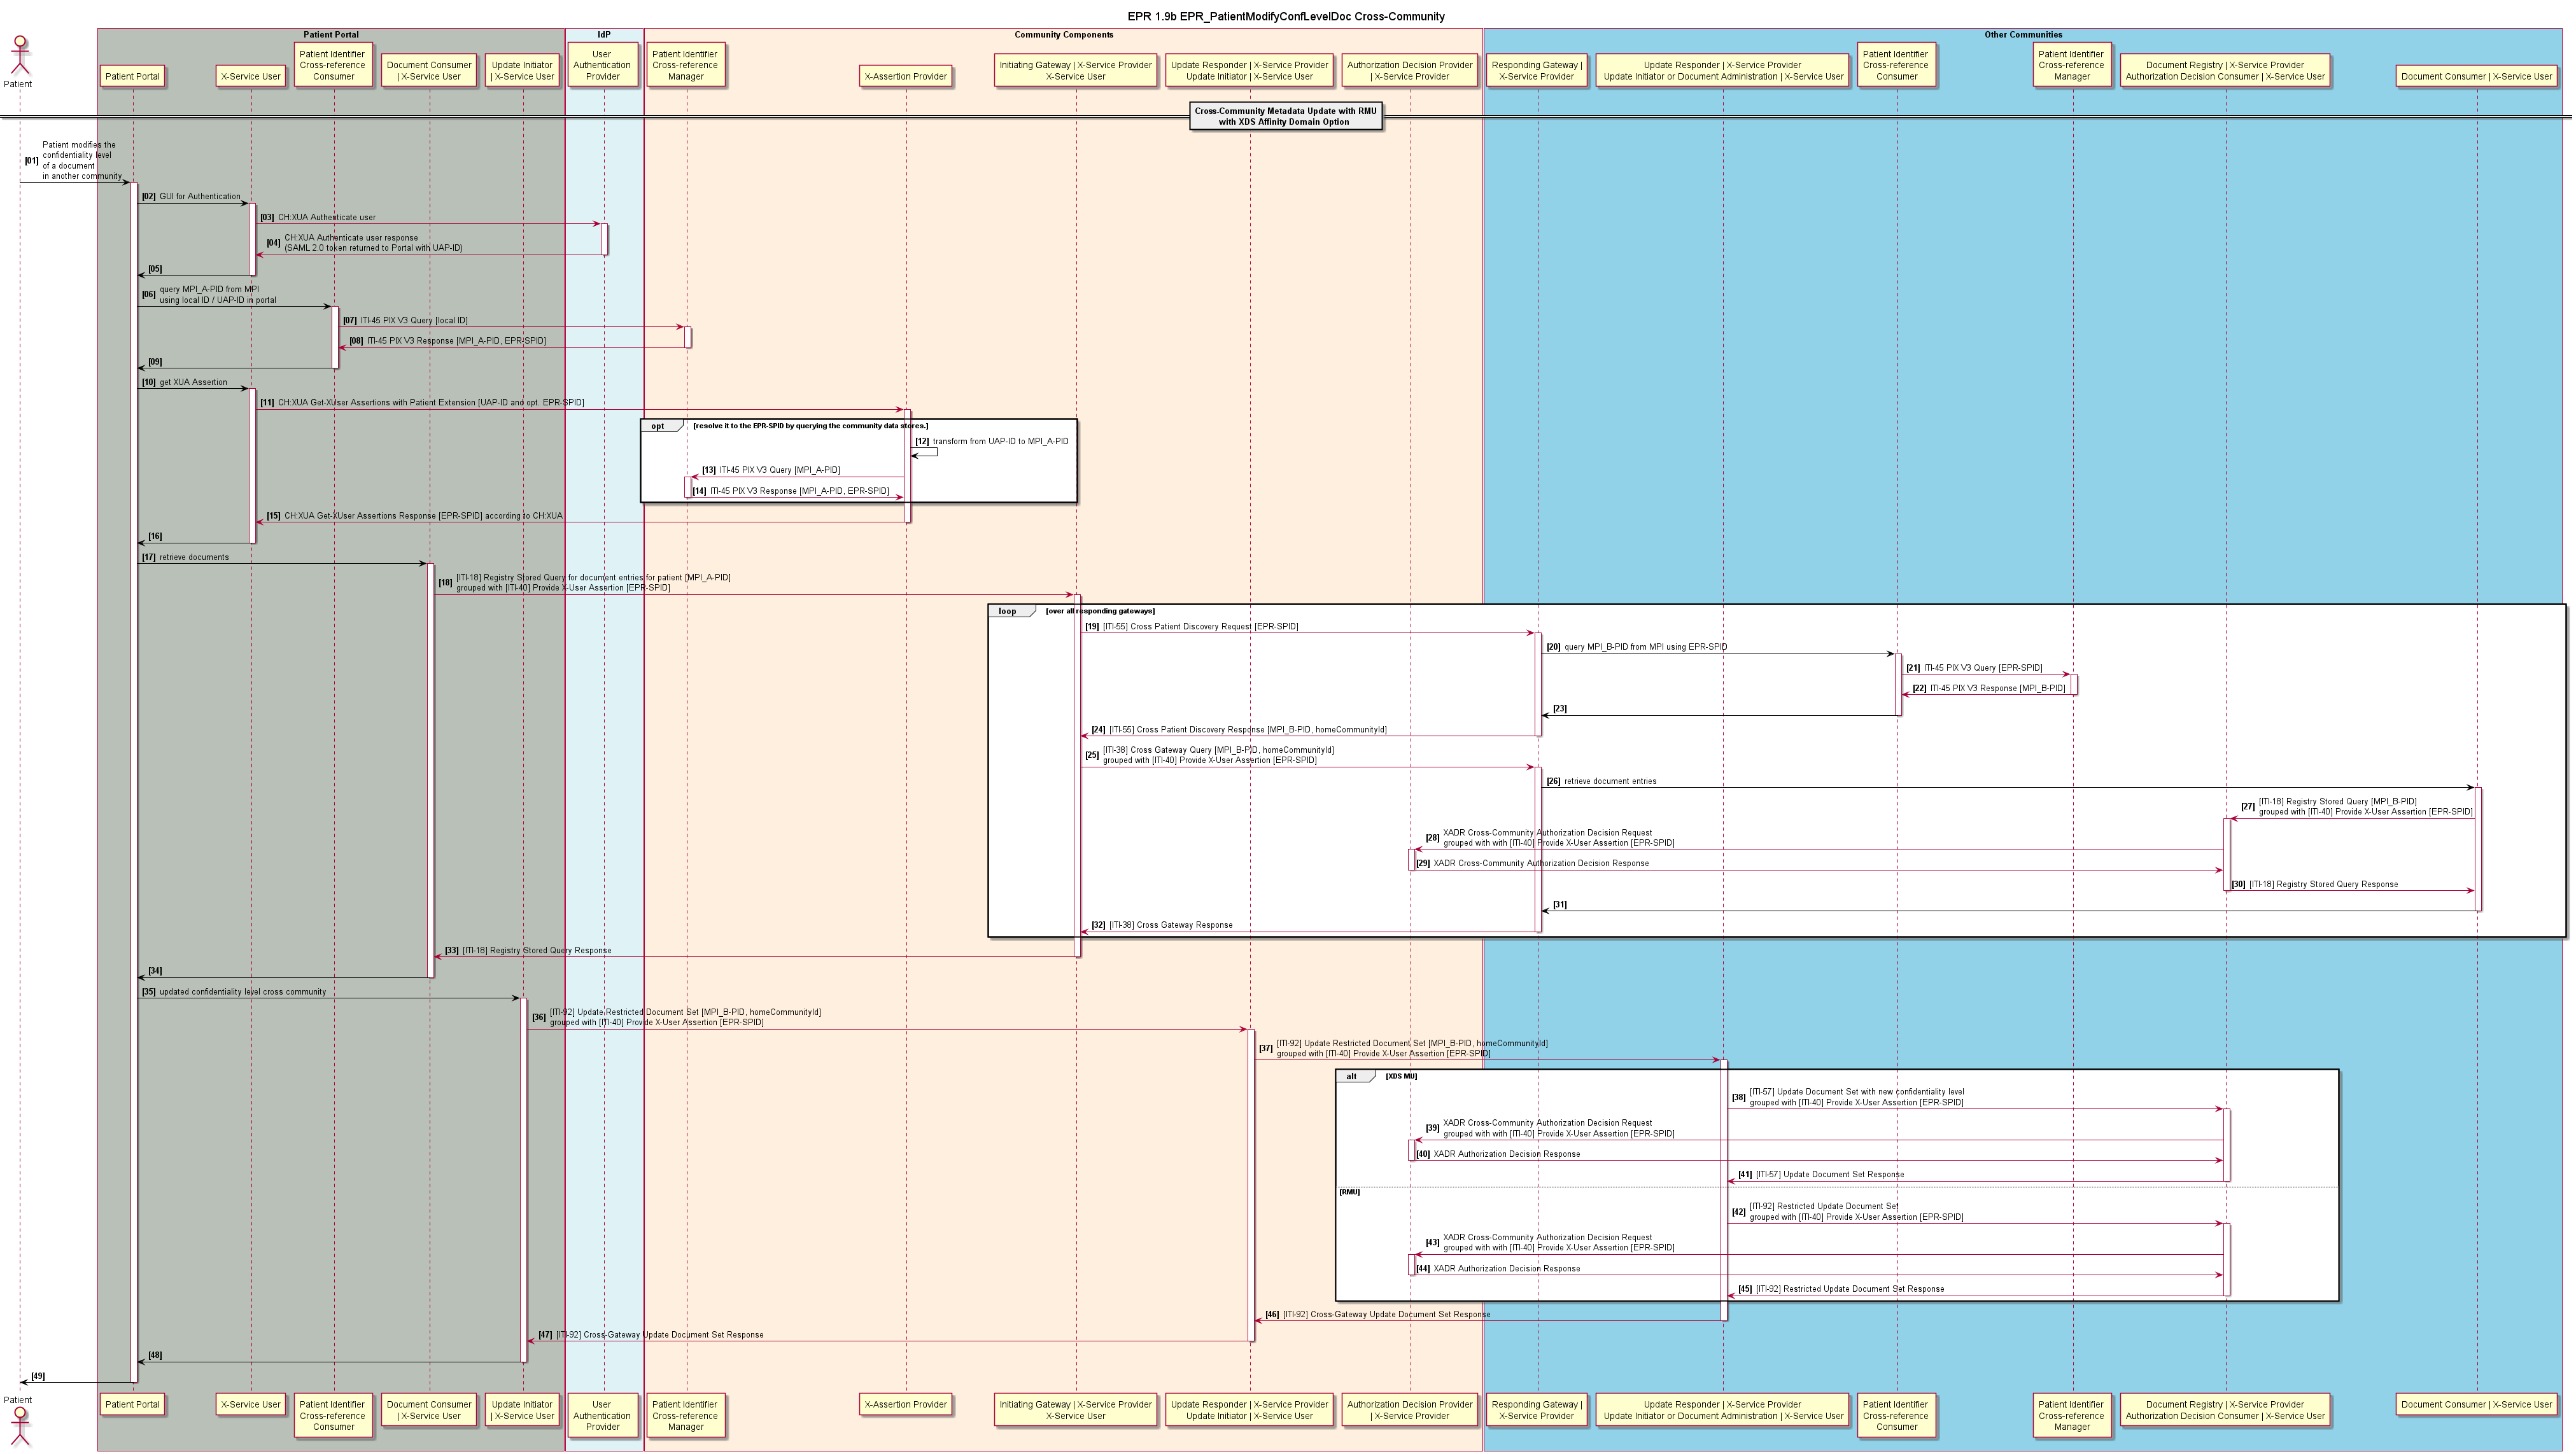 EPR 1.9b EPR_PatientModifyConfLevelDoc Cross-Community
Patient Portal
IdP
Community Components
Other Communities
Patient
Patient Portal
X-Service User
Patient Identifier
Cross-reference
Consumer
Document Consumer
| X-Service User
Update Initiator
| X-Service User
User
Authentication
Provider
Patient Identifier
Cross-reference
Manager
X-Assertion Provider
Initiating Gateway | X-Service Provider
X-Service User
Update Responder | X-Service Provider
Update Initiator | X-Service User
Authorization Decision Provider
| X-Service Provider
Responding Gateway |
X-Service Provider
Update Responder | X-Service Provider
Update Initiator or Document Administration | X-Service User
Patient Identifier
Cross-reference
Consumer
Patient Identifier
Cross-reference
Manager
Document Registry | X-Service Provider
Authorization Decision Consumer | X-Service User
Document Consumer | X-Service User
Cross-Community Metadata Update with RMU
with XDS Affinity Domain Option
[01] Patient modifies the
confidentiality level
of a document
in another community
[02] GUI for Authentication
[03] CH:XUA Authenticate user
[04] CH:XUA Authenticate user response
(SAML 2.0 token returned to Portal with UAP-ID)
[05]
[06] query MPI_A-PID from MPI
using local ID / UAP-ID in portal
[07] ITI-45 PIX V3 Query [local ID]
[08] ITI-45 PIX V3 Response [MPI_A-PID, EPR-SPID]
[09]
[10] get XUA Assertion
[11] CH:XUA Get-XUser Assertions with Patient Extension [UAP-ID and opt. EPR-SPID]
opt [resolve it to the EPR-SPID by querying the community data stores.]
[12] transform from UAP-ID to MPI_A-PID
[13] ITI-45 PIX V3 Query [MPI_A-PID]
[14] ITI-45 PIX V3 Response [MPI_A-PID, EPR-SPID]
[15] CH:XUA Get-XUser Assertions Response [EPR-SPID] according to CH:XUA
[16]
[17] retrieve documents
[18] [ITI-18] Registry Stored Query for document entries for patient [MPI_A-PID]
grouped with [ITI-40] Provide X-User Assertion [EPR-SPID]
loop [over all responding gateways]
[19] [ITI-55] Cross Patient Discovery Request [EPR-SPID]
[20] query MPI_B-PID from MPI using EPR-SPID
[21] ITI-45 PIX V3 Query [EPR-SPID]
[22] ITI-45 PIX V3 Response [MPI_B-PID]
[23]
[24] [ITI-55] Cross Patient Discovery Response [MPI_B-PID, homeCommunityId]
[25] [ITI-38] Cross Gateway Query [MPI_B-PID, homeCommunityId]
grouped with [ITI-40] Provide X-User Assertion [EPR-SPID]
[26] retrieve document entries
[27] [ITI-18] Registry Stored Query [MPI_B-PID]
grouped with [ITI-40] Provide X-User Assertion [EPR-SPID]
[28] XADR Cross-Community Authorization Decision Request
grouped with with [ITI-40] Provide X-User Assertion [EPR-SPID]
[29] XADR Cross-Community Authorization Decision Response
[30] [ITI-18] Registry Stored Query Response
[31]
[32] [ITI-38] Cross Gateway Response
[33] [ITI-18] Registry Stored Query Response
[34]
[35] updated confidentiality level cross community
[36] [ITI-92] Update Restricted Document Set [MPI_B-PID, homeCommunityId]
grouped with [ITI-40] Provide X-User Assertion [EPR-SPID]
[37] [ITI-92] Update Restricted Document Set [MPI_B-PID, homeCommunityId]
grouped with [ITI-40] Provide X-User Assertion [EPR-SPID]
alt [XDS MU]
[38] [ITI-57] Update Document Set with new confidentiality level
grouped with [ITI-40] Provide X-User Assertion [EPR-SPID]
[39] XADR Cross-Community Authorization Decision Request
grouped with with [ITI-40] Provide X-User Assertion [EPR-SPID]
[40] XADR Authorization Decision Response
[41] [ITI-57] Update Document Set Response
[RMU]
[42] [ITI-92] Restricted Update Document Set
grouped with [ITI-40] Provide X-User Assertion [EPR-SPID]
[43] XADR Cross-Community Authorization Decision Request
grouped with with [ITI-40] Provide X-User Assertion [EPR-SPID]
[44] XADR Authorization Decision Response
[45] [ITI-92] Restricted Update Document Set Response
[46] [ITI-92] Cross-Gateway Update Document Set Response
[47] [ITI-92] Cross-Gateway Update Document Set Response
[48]
[49]
Patient
Patient Portal
X-Service User
Patient Identifier
Cross-reference
Consumer
Document Consumer
| X-Service User
Update Initiator
| X-Service User
User
Authentication
Provider
Patient Identifier
Cross-reference
Manager
X-Assertion Provider
Initiating Gateway | X-Service Provider
X-Service User
Update Responder | X-Service Provider
Update Initiator | X-Service User
Authorization Decision Provider
| X-Service Provider
Responding Gateway |
X-Service Provider
Update Responder | X-Service Provider
Update Initiator or Document Administration | X-Service User
Patient Identifier
Cross-reference
Consumer
Patient Identifier
Cross-reference
Manager
Document Registry | X-Service Provider
Authorization Decision Consumer | X-Service User
Document Consumer | X-Service User